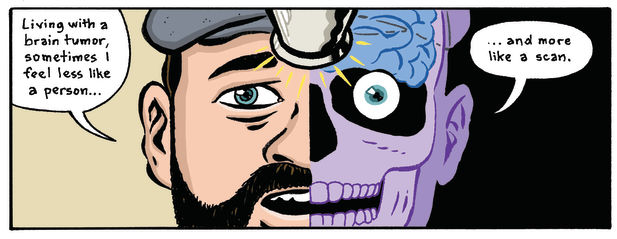 Living with a
brain tumor,
sometimes I
feel less like
a person...
... and more
like a scan.